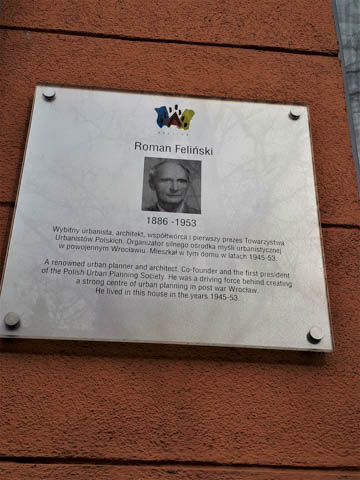 Roman Feliński
1886 -1953
Wybitny urbanista, architekt, współtwórca i pierwszy prezes Towarzystwa
Urbanistów Polskich. Organizator silnego ośrodka myśli urbanistycznej
w powojennym Wrocławiu. Mieszkał w tym domu w latach 1945-53.
A renowned urban planner and architect. Co-founder and the first president
of the Polish Urban Planning Society. He was a driving force behind creating
a strong centre of urban planning in post war Wrocław.
He lived in this house in the years 1945-53.